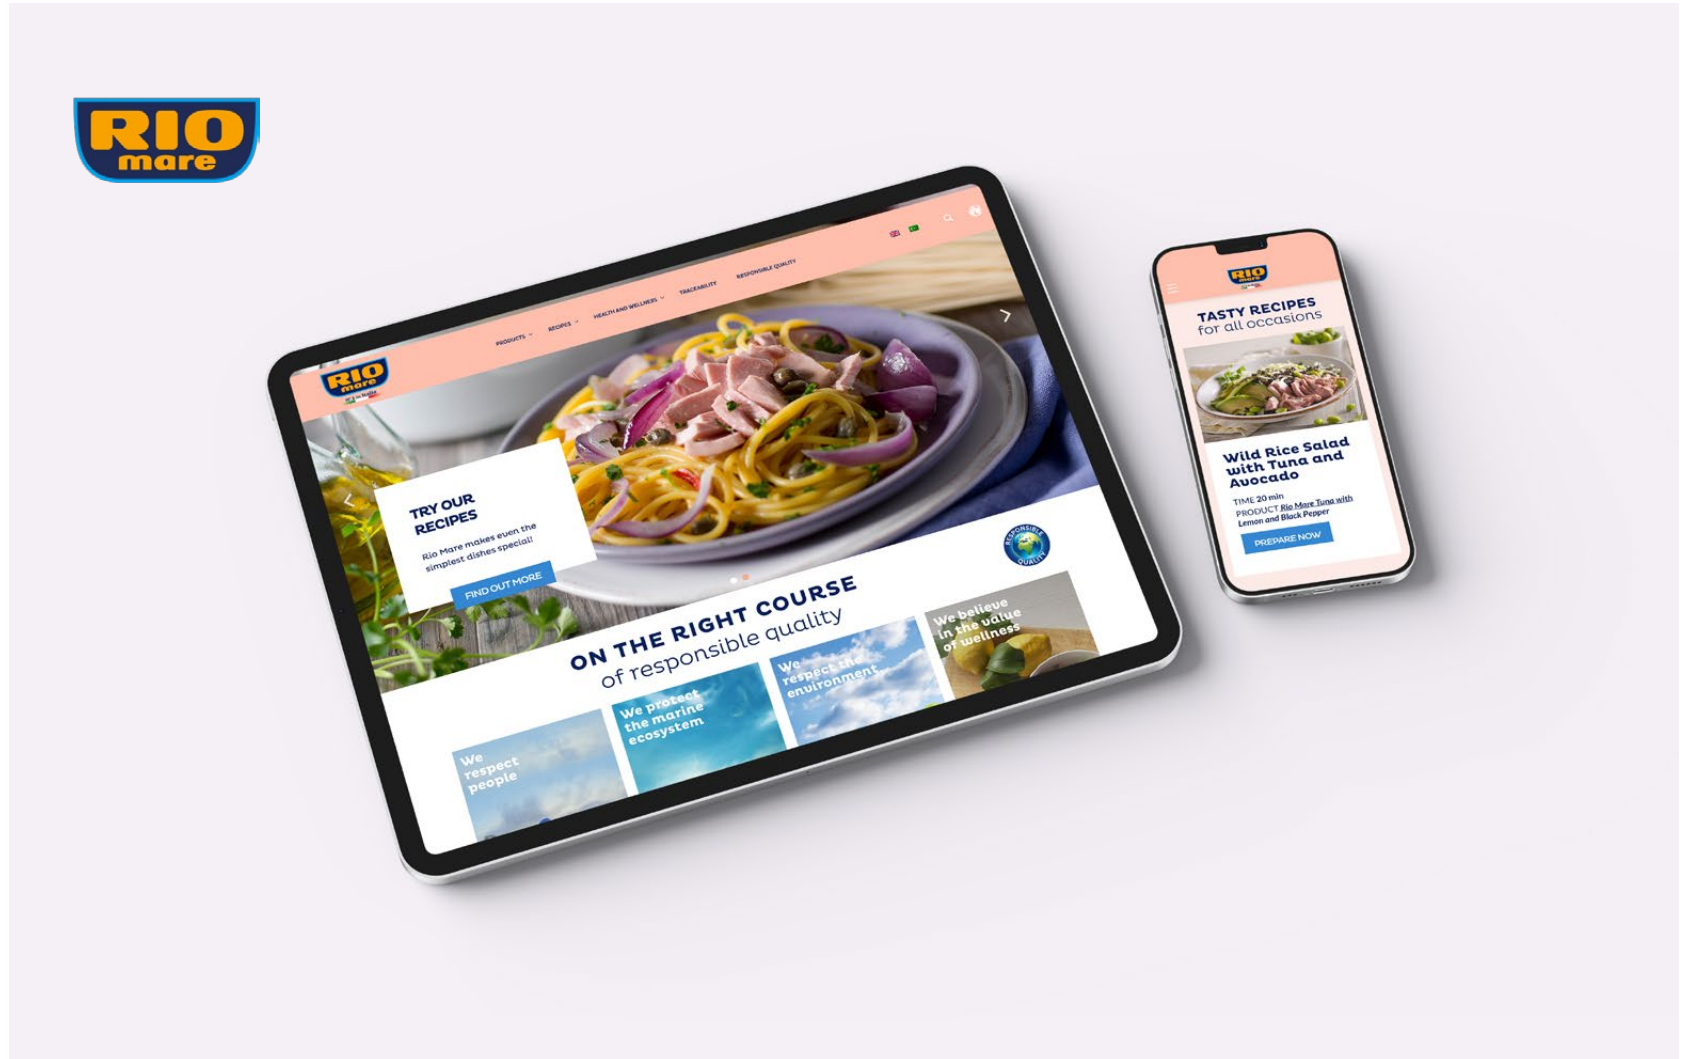 RIO
mare
PRODUCTS
RECIPES
HEALTH AND WELLNESS
TRACEABILITY
RESPONSIBLE QUALITY
RIO
mare
TRY OUR
RECIPES
Rio Mare makes even the
simplest dishes special!
FIND OUT MORE
RESPONSIBLE
QUALITY
ON THE RIGHT COURSE
of responsible quality
We
respect
people
We protect
the marine
ecosystem
We
respect the
environment
We believe
in the value
of wellness
RIO
mare
TASTY RECIPES
for all occasions
Wild Rice Salad
with Tuna and
Avocado
TIME 20 min
PRODUCT Rio Mare Tuna with
Lemon and Black Pepper
PREPARE NOW